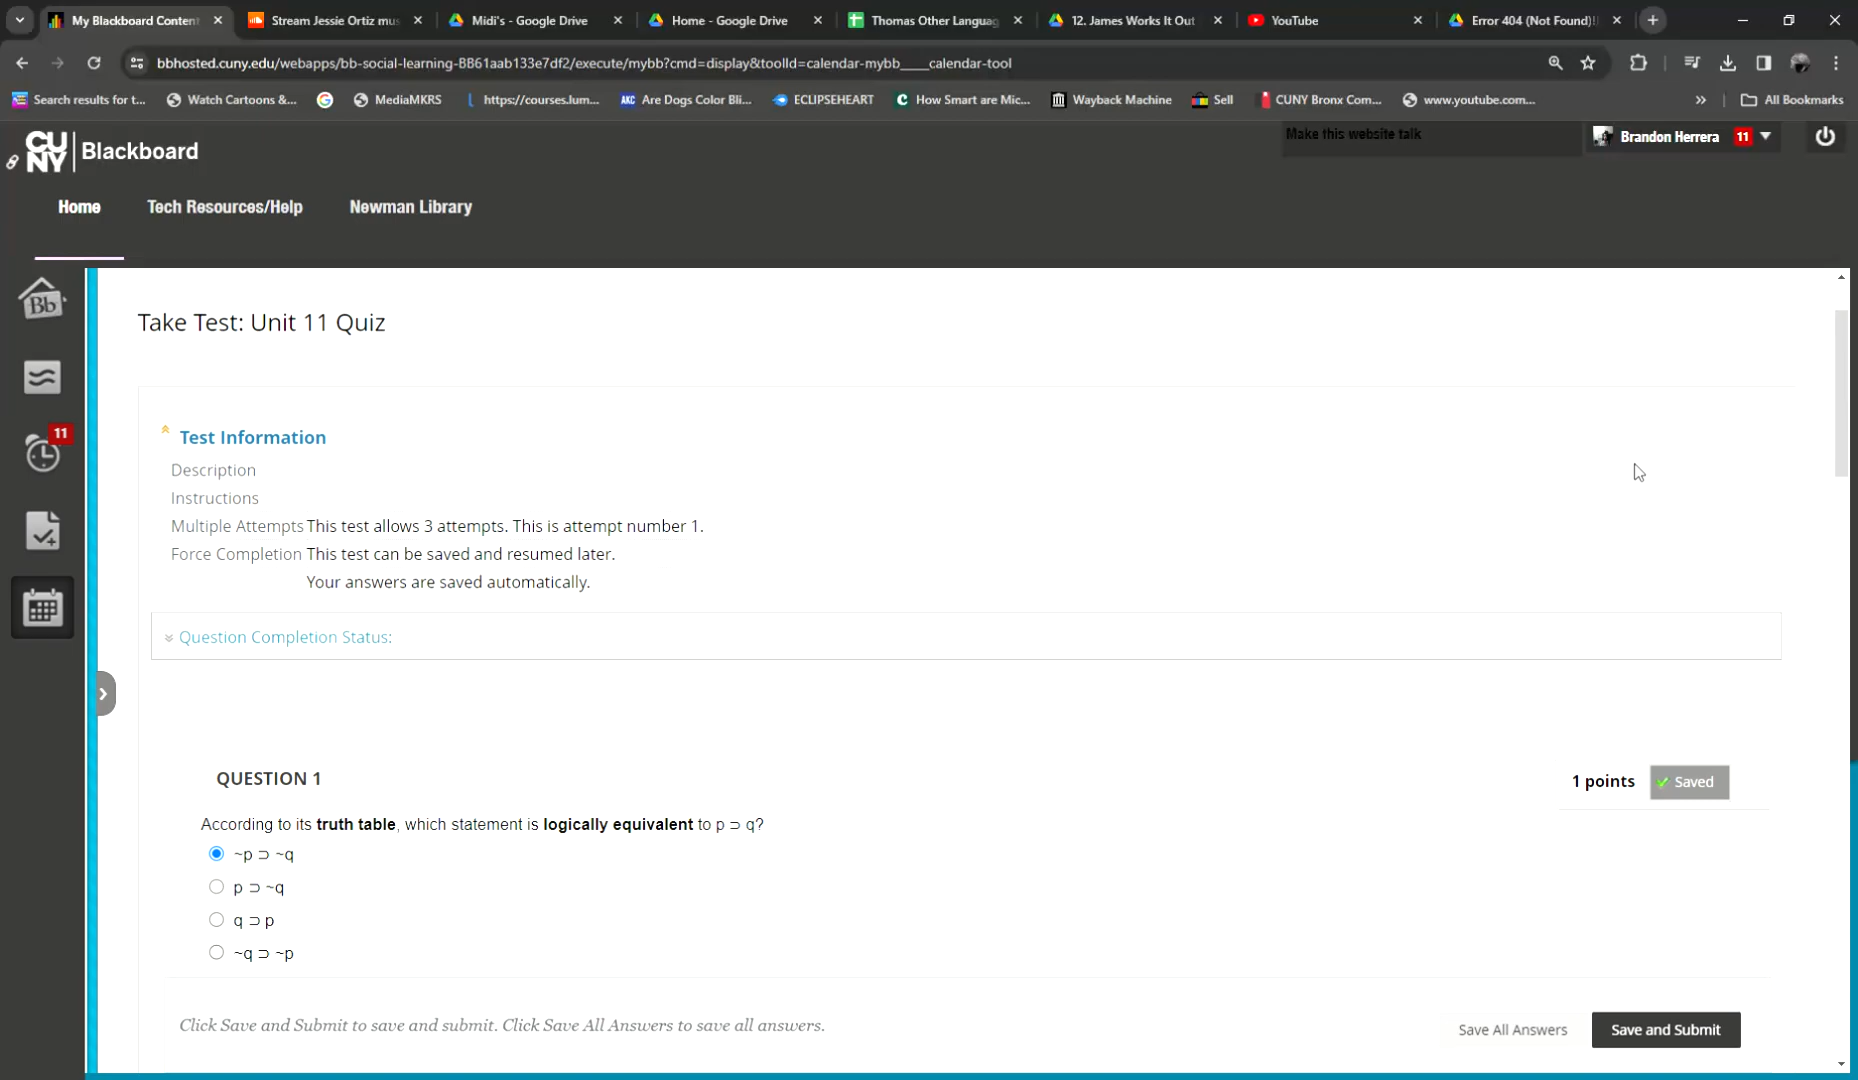 My Blackboard Content
Stream Jessie Ortiz mus
Midi's - Google Drive
Home - Google Drive
Thomas Other Languag
12. James Works It Out
YouTube
Error 404 (Not Found)!!
bbhosted.cuny.edu/webapps/bb-social-learning-BB61aab133e7df2/execute/mybb?cmd=display&toolId=calendar-mybb____calendar-tool
Search results for t...
Watch Cartoons &...
MediaMKRS
https://courses.lum...
AKC Are Dogs Color Bli...
ECLIPSEHEART
How Smart are Mic...
Wayback Machine
Sell
CUNY Bronx Com...
www.youtube.com...
All Bookmarks
CUNY Blackboard
Make this website talk
Brandon Herrera 11
Home
Tech Resources/Help
Newman Library
Bb
11
Take Test: Unit 11 Quiz
Test Information
Description
Instructions
Multiple Attempts This test allows 3 attempts. This is attempt number 1.
Force Completion This test can be saved and resumed later.
Your answers are saved automatically.
Question Completion Status:
QUESTION 1
1 points
Saved
According to its truth table, which statement is logically equivalent to p ⊃ q?
~p ⊃ ~q
p ⊃ ~q
q ⊃ p
~q ⊃ ~p
Click Save and Submit to save and submit. Click Save All Answers to save all answers.
Save All Answers
Save and Submit